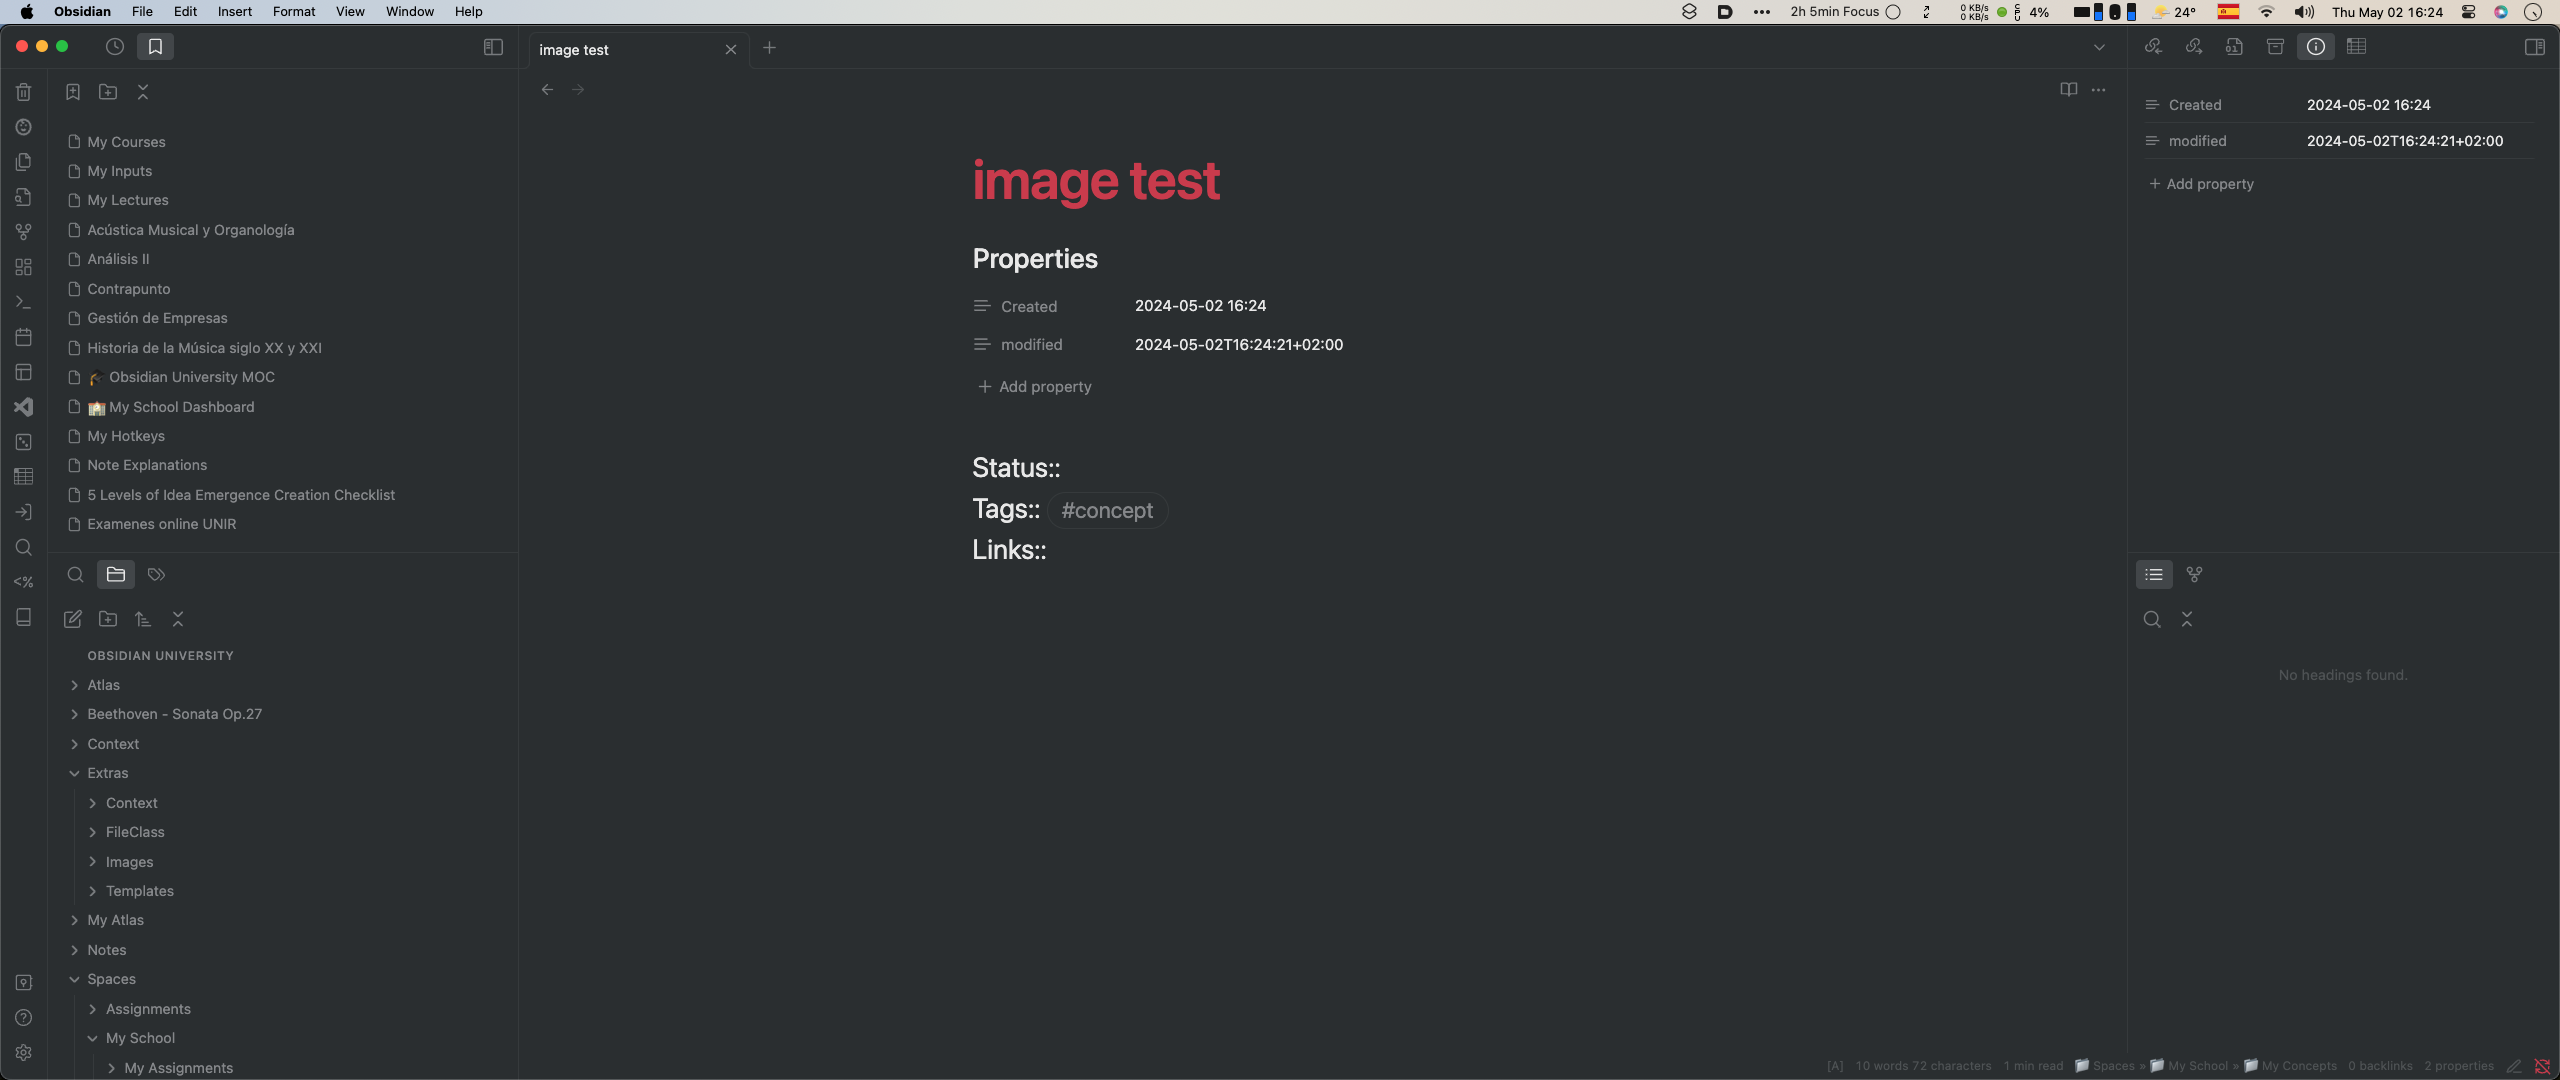 Obsidian File Edit Insert Format View Window Help
2h 5min Focus 0 KB/s 0 KB/s CPU 4% 24° Thu May 02 16:24
image test
My Courses
My Inputs
My Lectures
Acústica Musical y Organología
Análisis II
Contrapunto
Gestión de Empresas
Historia de la Música siglo XX y XXI
🎓Obsidian University MOC
🏫My School Dashboard
My Hotkeys
Note Explanations
5 Levels of Idea Emergence Creation Checklist
Examenes online UNIR
<%
OBSIDIAN UNIVERSITY
Atlas
Beethoven - Sonata Op.27
Context
Extras
Context
FileClass
Images
Templates
My Atlas
Notes
Spaces
Assignments
My School
My Assignments
image test
Properties
Created 2024-05-02 16:24
modified 2024-05-02T16:24:21+02:00
+ Add property
Status::
Tags:: #concept
Links::
Created 2024-05-02 16:24
modified 2024-05-02T16:24:21+02:00
+ Add property
No headings found.
[A] 10 words 72 characters 1 min read 📁 Spaces » 📁 My School » 📁 My Concepts 0 backlinks 2 properties